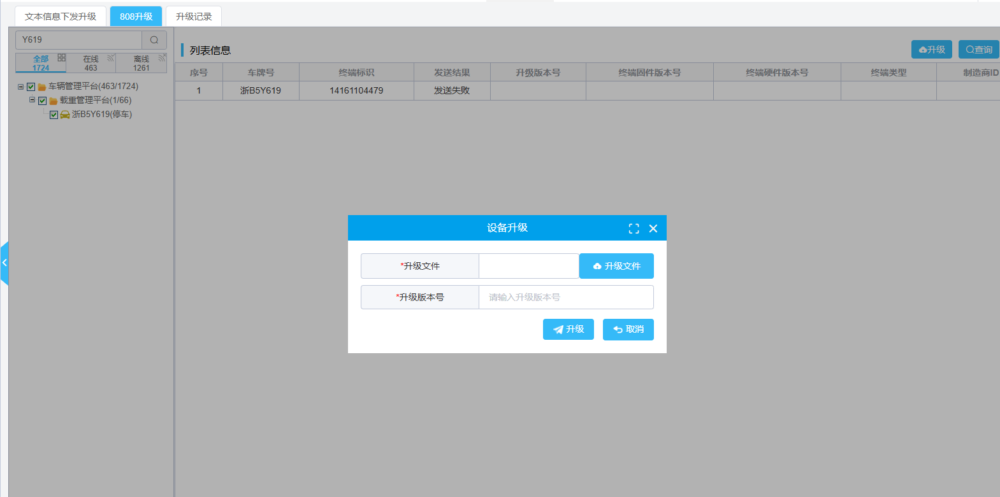 文本信息下发升级 808升级 升级记录
Y619
全部 在线 离线
1724 463 1261
车辆管理平台(463/1724)
载重管理平台(1/66)
浙B5Y619(停车)
列表信息 升级 查询
序号 车牌号 终端标识 发送结果 升级版本号 终端固件版本号 终端硬件版本号 终端类型 制造商ID
1 浙B5Y619 14161104479 发送失败
设备升级
*升级文件 升级文件
*升级版本号 请输入升级版本号
升级 取消